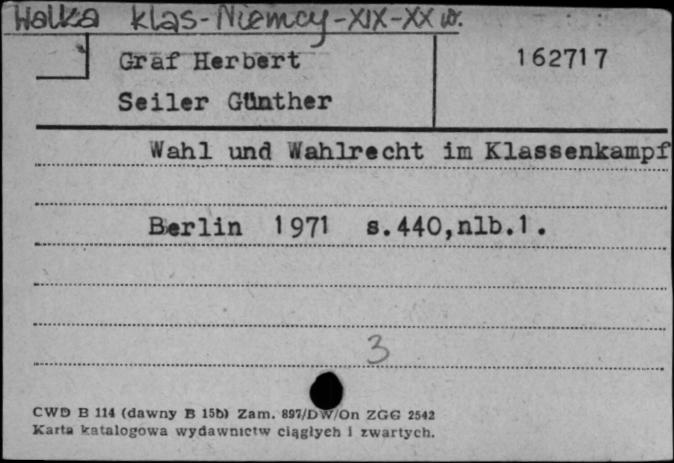 Walka klas-Niemcy-XIX-XX w.
Graf Herbert 162717
Seiler Günther
Wahl und Wahlrecht im Klassenkampf
Berlin 1971 s.440,nlb.1.
3
CWD B 114 (dawny B 15b) Zam. 897/DW/On ZGG 2542
Karta katalogowa wydawnictw ciągłych i zwartych.